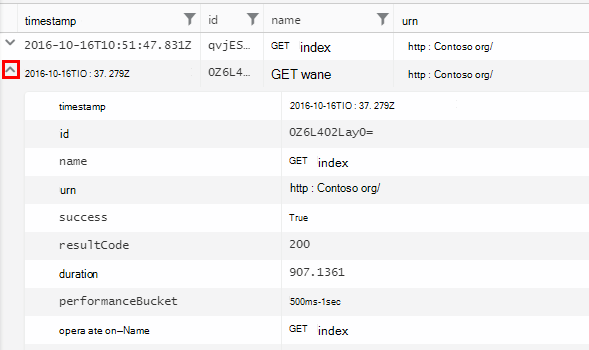 timestamp id name urn
2016-10-16T10:51:47.831Z qvjES… GET index http : Contoso org/
2016-10-16TIO : 37. 279Z 0Z6L4… GET wane http : Contoso org/
timestamp 2016-10-16TIO : 37. 279Z
id 0Z6L402Lay0=
name GET index
urn http : Contoso org/
success True
resultCode 200
duration 907.1361
performanceBucket 500ms-1sec
opera ate on–Name GET index